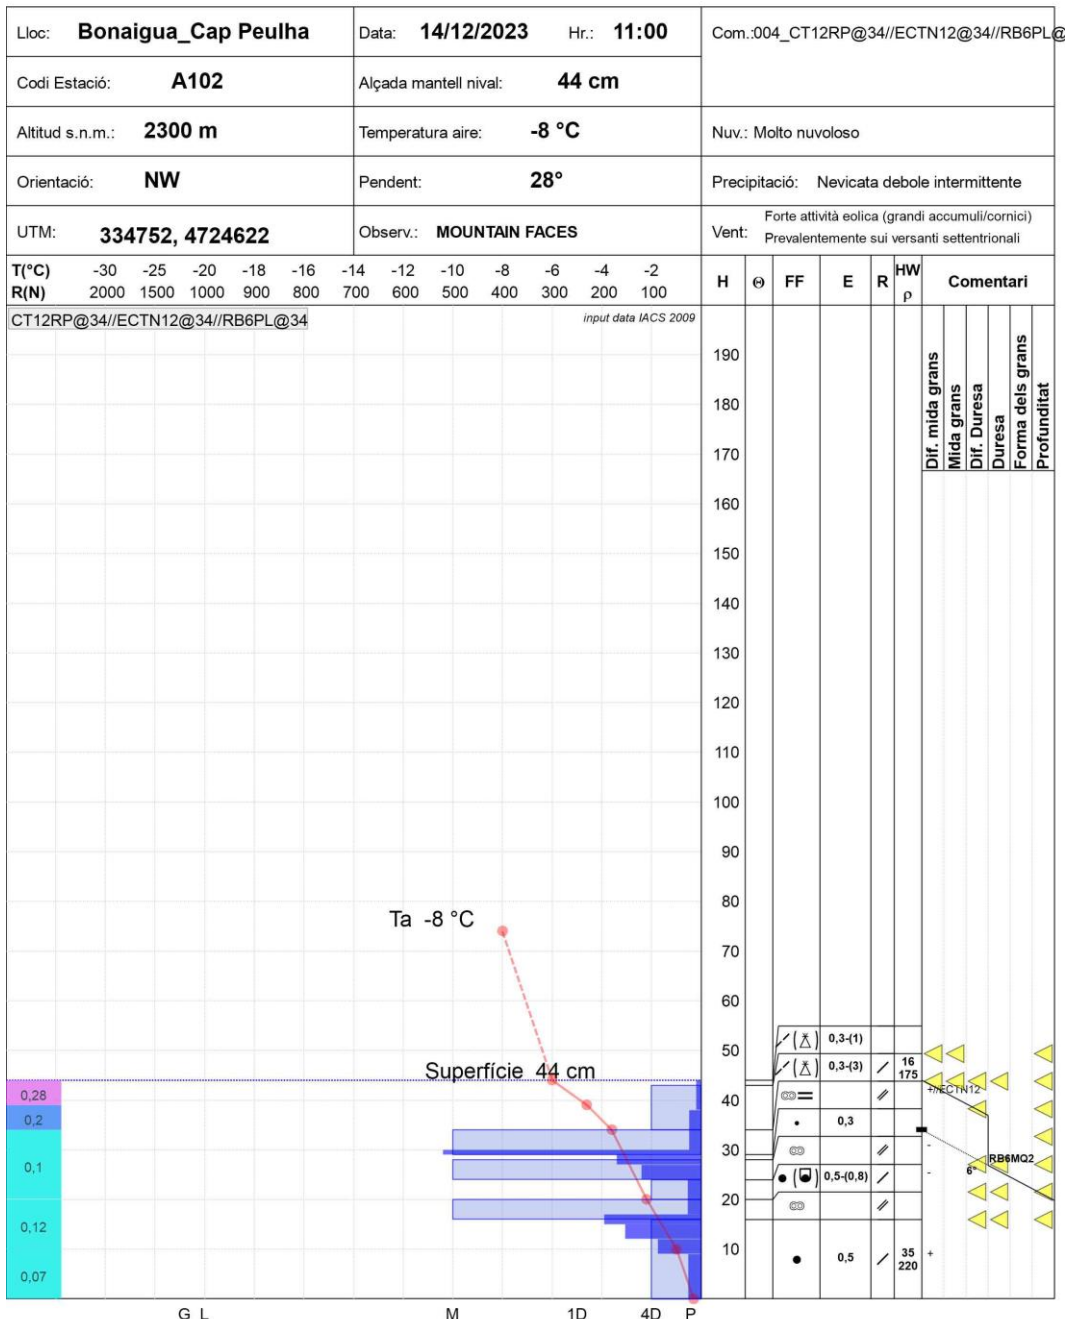 Lloc: Bonaigua_Cap Peulha Data: 14/12/2023 Hr.: 11:00 Com.:004_CT12RP@34//ECTN12@34//RB6PL@
Codi Estació: A102 Alçada mantell nival: 44 cm
Altitud s.n.m.: 2300 m Temperatura aire: -8 °C Nuv.: Molto nuvoloso
Orientació: NW Pendent: 28° Precipitació: Nevicata debole intermittente
UTM: 334752, 4724622 Observ.: MOUNTAIN FACES Vent: Forte attività eolica (grandi accumuli/cornici)
Prevalentemente sui versanti settentrionali
T(°C) -30 -25 -20 -18 -16 -14 -12 -10 -8 -6 -4 -2
R(N) 2000 1500 1000 900 800 700 600 500 400 300 200 100
H Θ FF E R HW ρ Comentari
CT12RP@34//ECTN12@34//RB6PL@34 input data IACS 2009
Dif. mida grans
Mida grans
Dif. Duresa
Duresa
Forma dels grans
Profunditat
190
180
170
160
150
140
130
120
110
100
90
80
Ta -8 °C
70
60
0,3-(1)
50
0,3-(3) 16
175
Superfície 44 cm
+//ECTN12
0,28
40
0,2
0,3
30
RB6MQ2
0,1
6°
0,5-(0,8)
20
0,12
10
0,5 35
220
+
0,07
G L M 1D 4D P